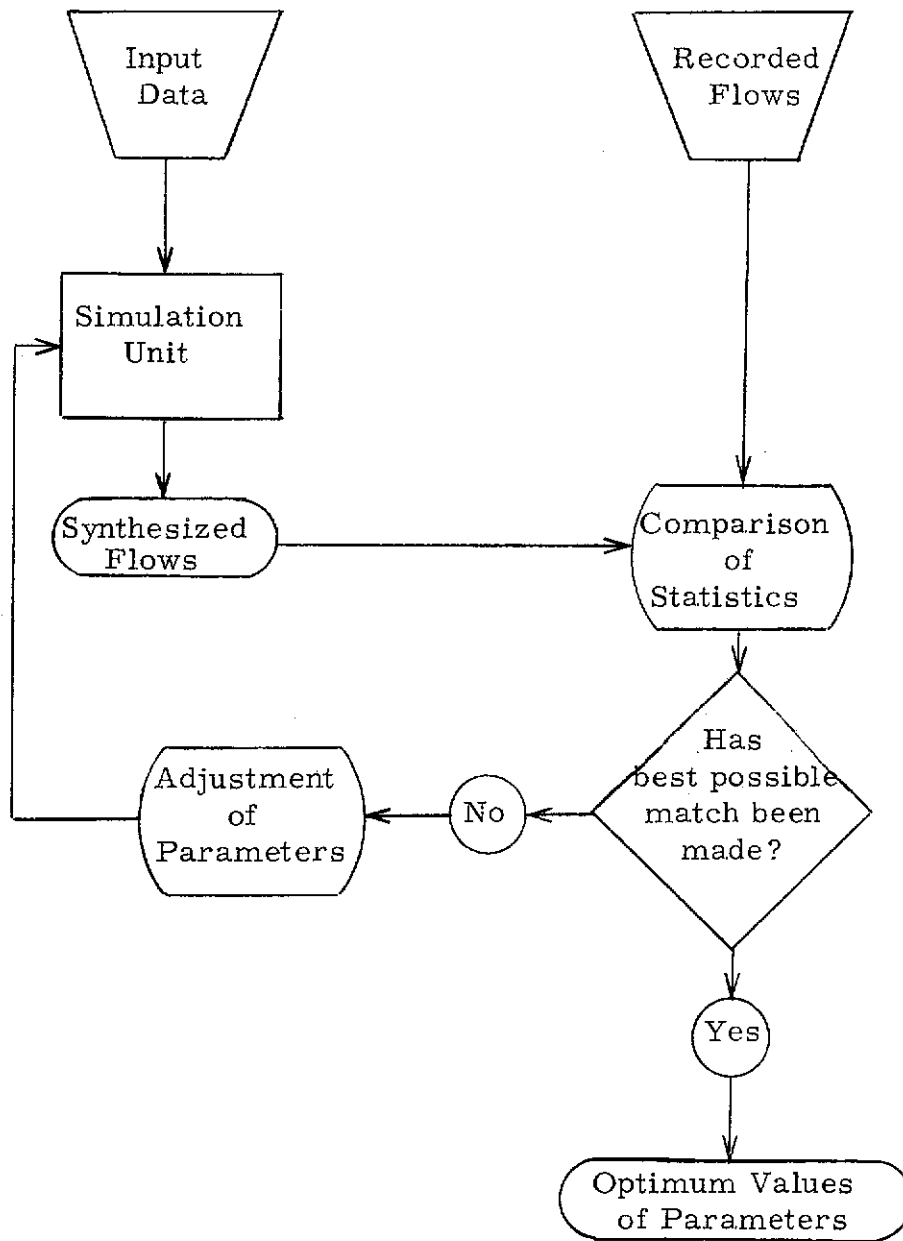 Input
Data
Recorded
Flows
Simulation
Unit
Synthesized
Flows
Comparison
of
Statistics
Has
best possible
match been
made?
No
Adjustment
of
Parameters
Yes
Optimum Values
of Parameters